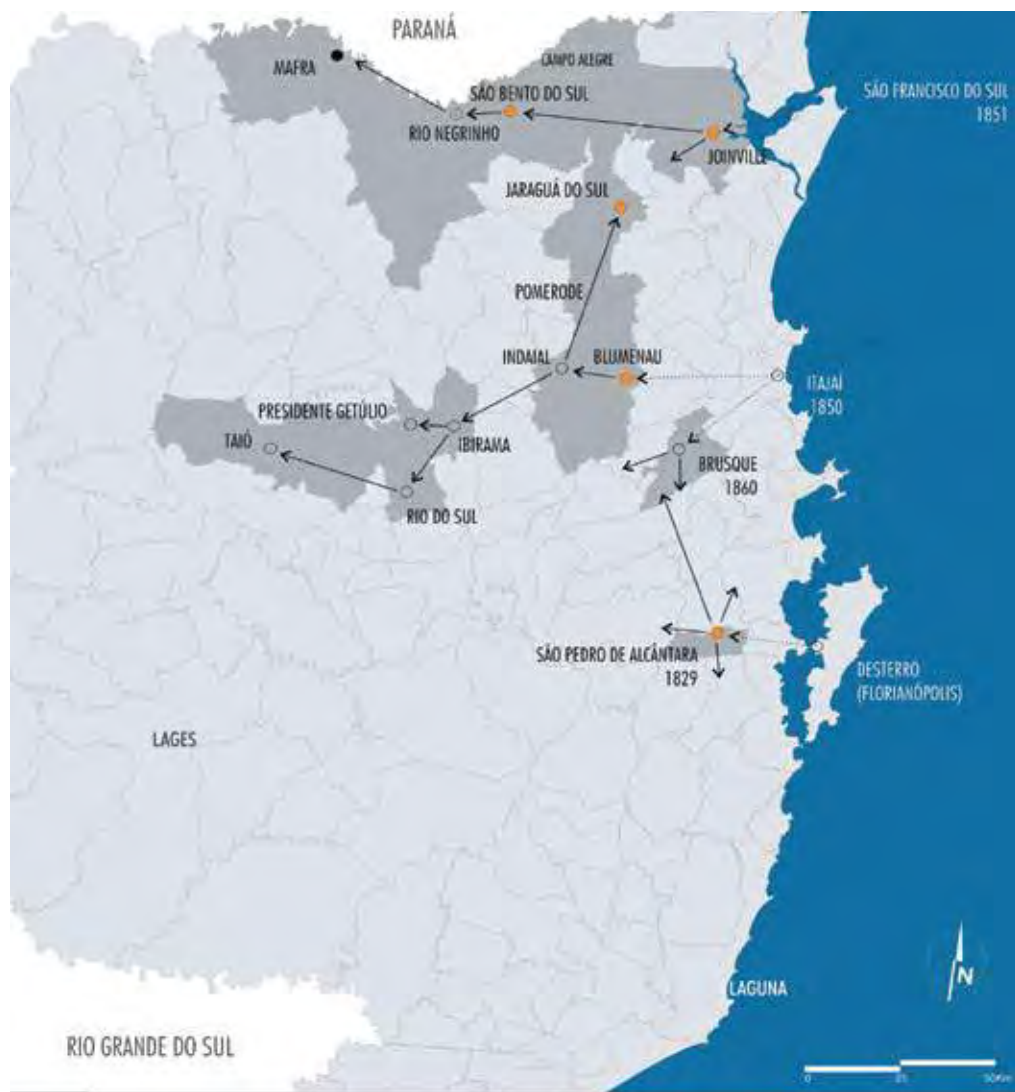 PARANÁ
MAFRA
CAMPO ALEGRE
SÃO BENTO DO SUL
SÃO FRANCISCO DO SUL
1851
RIO NEGRINHO
JOINVILLE
JARAGUÁ DO SUL
POMERODE
INDAIAL
BLUMENAU
ITAJAÍ
1850
PRESIDENTE GETÚLIO
TAIÓ
IBIRAMA
BRUSQUE
1860
RIO DO SUL
SÃO PEDRO DE ALCÂNTARA
1829
DESTERRO
(FLORIANÓPOLIS)
LAGES
LAGUNA
N
RIO GRANDE DO SUL
0